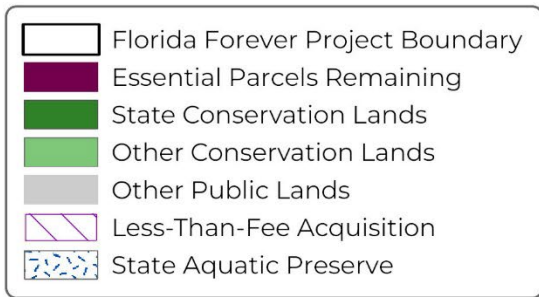 Florida Forever Project Boundary
Essential Parcels Remaining
State Conservation Lands
Other Conservation Lands
Other Public Lands
Less-Than-Fee Acquisition
State Aquatic Preserve